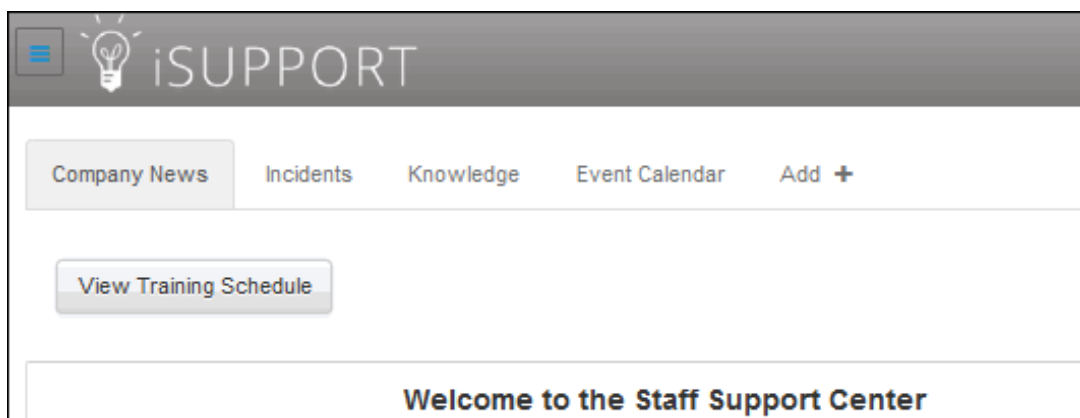 iSUPPORT
Company News Incidents Knowledge Event Calendar Add +
View Training Schedule
Welcome to the Staff Support Center